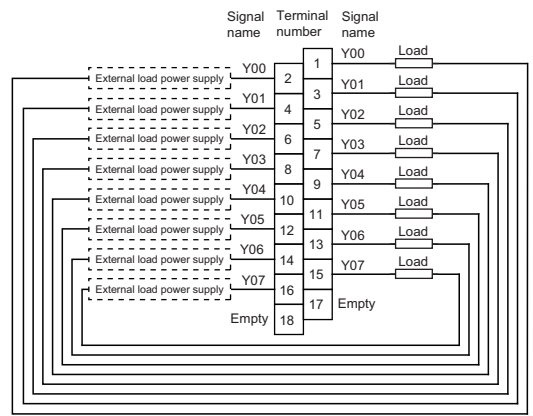 Signal name Terminal number Signal name
1 Y00 Load
External load power supply Y00 2
3 Y01 Load
External load power supply Y01 4
5 Y02 Load
External load power supply Y02 6
7 Y03 Load
External load power supply Y03 8
9 Y04 Load
External load power supply Y04 10
11 Y05 Load
External load power supply Y05 12
13 Y06 Load
External load power supply Y06 14
15 Y07 Load
External load power supply Y07 16
17 Empty
Empty 18